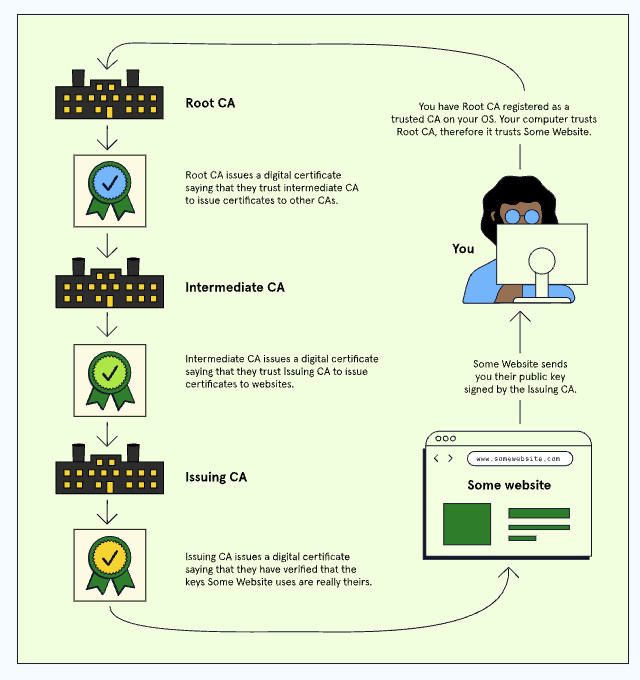 Root CA
Root CA issues a digital certificate
saying that they trust intermediate CA
to issue certificates to other CAs.
Intermediate CA
Intermediate CA issues a digital certificate
saying that they trust Issuing CA to issue
certificates to websites.
Issuing CA
Issuing CA issues a digital certificate
saying that they have verified that the
keys Some Website uses are really theirs.
www.somewebsite.com
Some website
Some Website sends
you their public key
signed by the Issuing CA.
You
You have Root CA registered as a
trusted CA on your OS. Your computer trusts
Root CA, therefore it trusts Some Website.